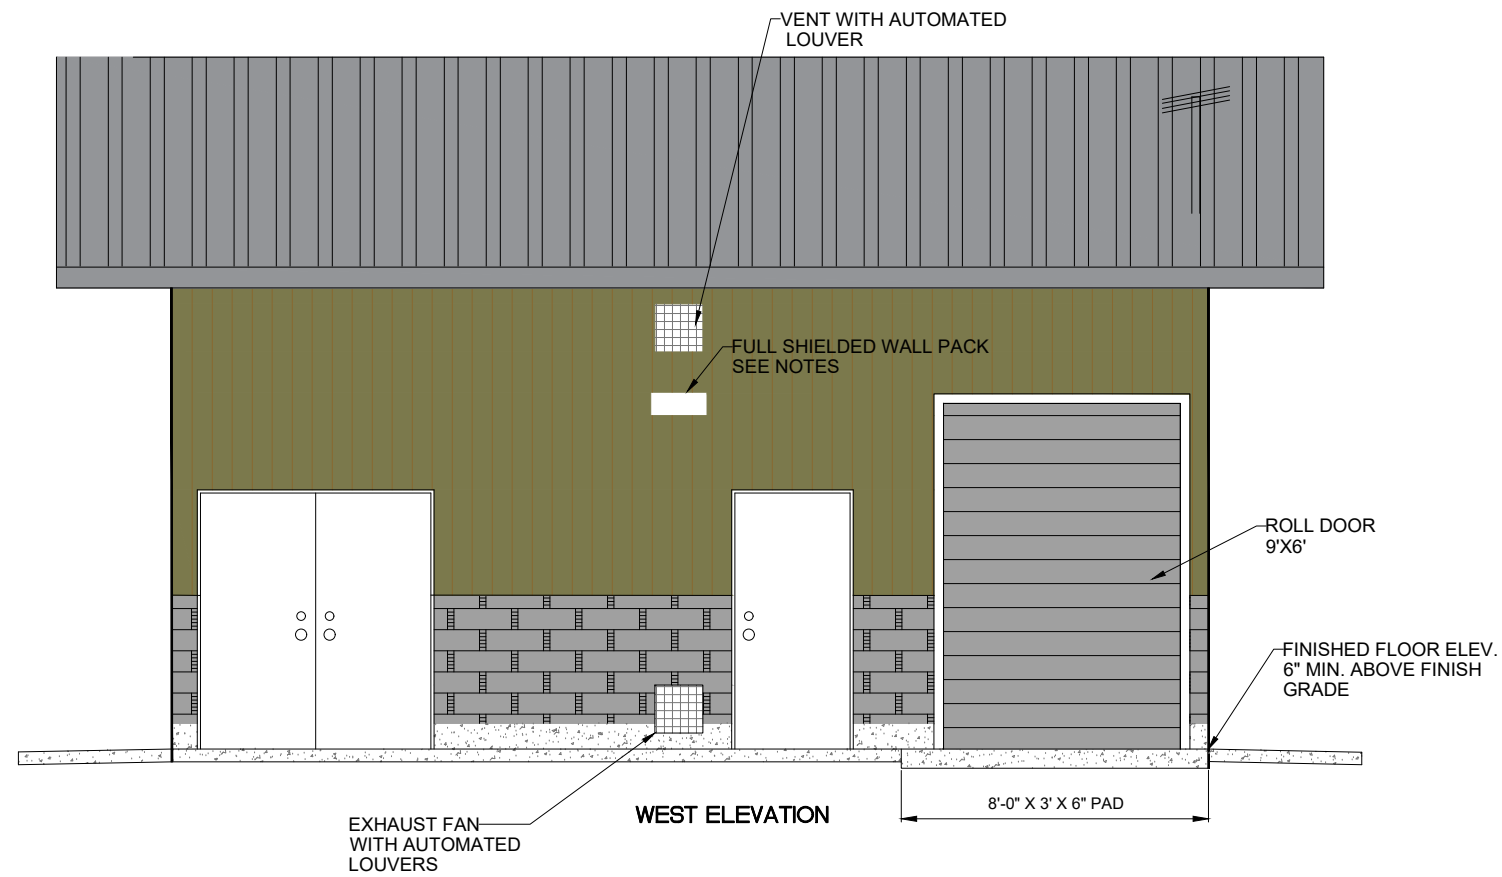 VENT WITH AUTOMATED
LOUVER
FULL SHIELDED WALL PACK
SEE NOTES
ROLL DOOR
9'X6'
FINISHED FLOOR ELEV.
6" MIN. ABOVE FINISH
GRADE
8'-0" X 3' X 6" PAD
WEST ELEVATION
EXHAUST FAN
WITH AUTOMATED
LOUVERS